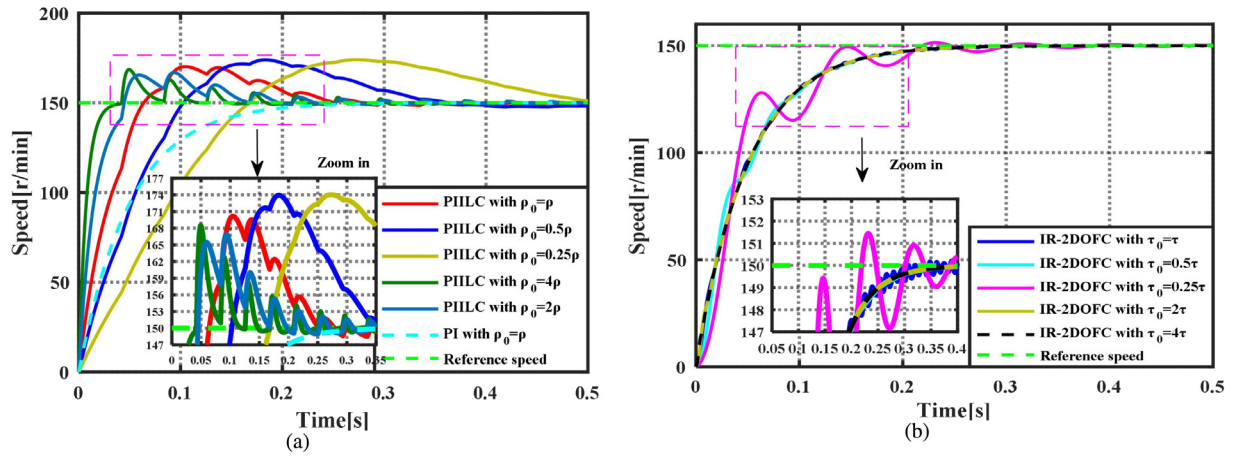 (a)
200
150
100
50
0
Speed[r/min]
Zoom in
177
174
171
168
165
162
159
156
153
150
147
0 0.05 0.1 0.15 0.2 0.25 0.3 0.35
PIILC with ρ0=ρ
PIILC with ρ0=0.5ρ
PIILC with ρ0=0.25ρ
PIILC with ρ0=4ρ
PIILC with ρ0=2ρ
PI with ρ0=ρ
Reference speed
0 0.1 0.2 0.3 0.4 0.5
Time[s]
(a)
150
100
50
0
Speed[r/min]
Zoom in
153
152
151
150
149
148
147
0.05 0.1 0.15 0.2 0.25 0.3 0.35 0.4
IR-2DOFC with τ0=τ
IR-2DOFC with τ0=0.5τ
IR-2DOFC with τ0=0.25τ
IR-2DOFC with τ0=2τ
IR-2DOFC with τ0=4τ
Reference speed
0 0.1 0.2 0.3 0.4 0.5
Time[s]
(b)